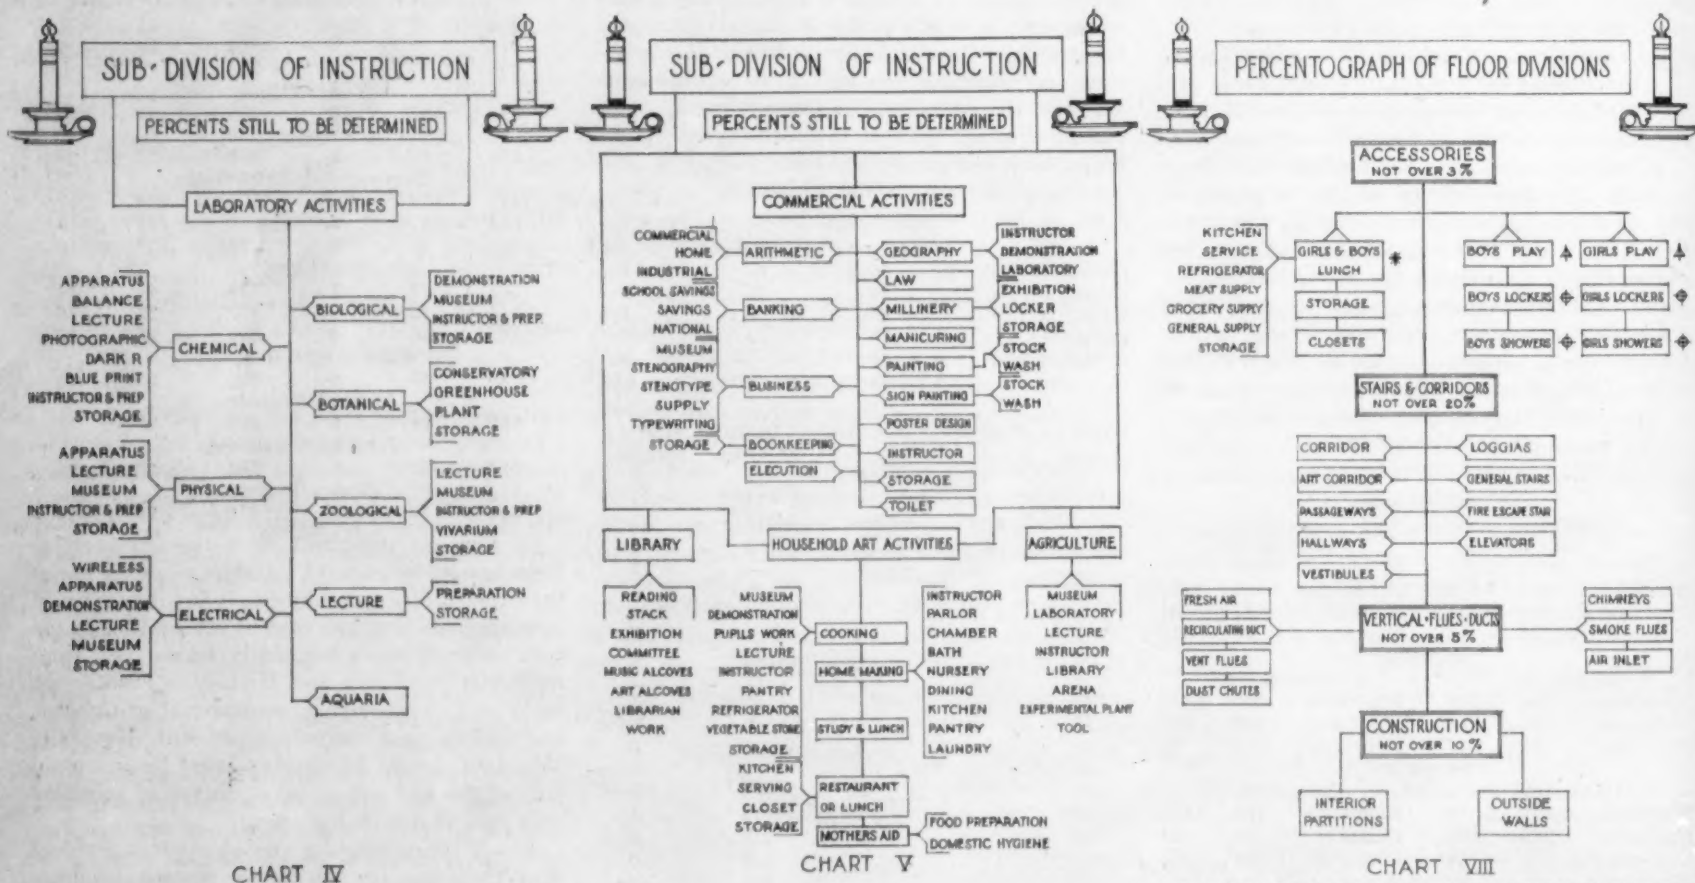 SUB-DIVISION OF INSTRUCTION
PERCENTS STILL TO BE DETERMINED
LABORATORY ACTIVITIES
APPARATUS
BALANCE
LECTURE
PHOTOGRAPHIC
DARK R
BLUE PRINT
INSTRUCTOR & PREP
STORAGE
CHEMICAL
BIOLOGICAL
DEMONSTRATION
MUSEUM
INSTRUCTOR & PREP.
STORAGE
BOTANICAL
CONSERVATORY
GREENHOUSE
PLANT
STORAGE
APPARATUS
LECTURE
MUSEUM
INSTRUCTOR & PREP
STORAGE
PHYSICAL
ZOOLOGICAL
LECTURE
MUSEUM
INSTRUCTOR & PREP
VIVARIUM
STORAGE
WIRELESS
APPARATUS
DEMONSTRATION
LECTURE
MUSEUM
STORAGE
ELECTRICAL
LECTURE
PREPARATION
STORAGE
AQUARIA
CHART IV
SUB-DIVISION OF INSTRUCTION
PERCENTS STILL TO BE DETERMINED
COMMERCIAL ACTIVITIES
COMMERCIAL
HOME
INDUSTRIAL
ARITHMETIC
SCHOOL SAVINGS
SAVINGS
NATIONAL
BANKING
MUSEUM
STENOGRAPHY
STENOTYPE
SUPPLY
TYPEWRITING
BUSINESS
STORAGE
BOOKKEEPING
ELECUTION
GEOGRAPHY
INSTRUCTOR
DEMONSTRATION
LABORATORY
LAW
MILLINERY
EXHIBITION
LOCKER
STORAGE
MANICURING
PAINTING
STOCK
WASH
SIGN PAINTING
STOCK
WASH
POSTER DESIGN
INSTRUCTOR
STORAGE
TOILET
LIBRARY
READING
STACK
EXHIBITION
COMMITTEE
MUSIC ALCOVES
ART ALCOVES
LIBRARIAN
WORK
HOUSEHOLD ART ACTIVITIES
MUSEUM
DEMONSTRATION
PUPILS WORK
LECTURE
INSTRUCTOR
PANTRY
REFRIGERATOR
VEGETABLE STORE
STORAGE
COOKING
HOME MAKING
INSTRUCTOR
PARLOR
CHAMBER
BATH
NURSERY
DINING
KITCHEN
PANTRY
LAUNDRY
STUDY & LUNCH
KITCHEN
SERVING
CLOSET
STORAGE
RESTAURANT
OR LUNCH
MOTHERS AID
FOOD PREPARATION
DOMESTIC HYGIENE
AGRICULTURE
MUSEUM
LABORATORY
LECTURE
INSTRUCTOR
LIBRARY
ARENA
EXPERIMENTAL PLANT
TOOL
CHART V
PERCENTOGRAPH OF FLOOR DIVISIONS
ACCESSORIES
NOT OVER 3%
KITCHEN
SERVICE
REFRIGERATOR
MEAT SUPPLY
GROCERY SUPPLY
GENERAL SUPPLY
STORAGE
GIRLS & BOYS
LUNCH
STORAGE
CLOSETS
BOYS PLAY
BOYS LOCKERS
BOYS SHOWERS
GIRLS PLAY
GIRLS LOCKERS
GIRLS SHOWERS
STAIRS & CORRIDORS
NOT OVER 20%
CORRIDOR
ART CORRIDOR
PASSAGEWAYS
HALLWAYS
VESTIBULES
LOGGIAS
GENERAL STAIRS
FIRE ESCAPE STAIR
ELEVATORS
VERTICAL-FLUES-DUCTS
NOT OVER 5%
FRESH AIR
RECIRCULATING DUCT
VENT FLUES
DUST CHUTES
CHIMNEYS
SMOKE FLUES
AIR INLET
CONSTRUCTION
NOT OVER 10 %
INTERIOR
PARTITIONS
OUTSIDE
WALLS
CHART VIII